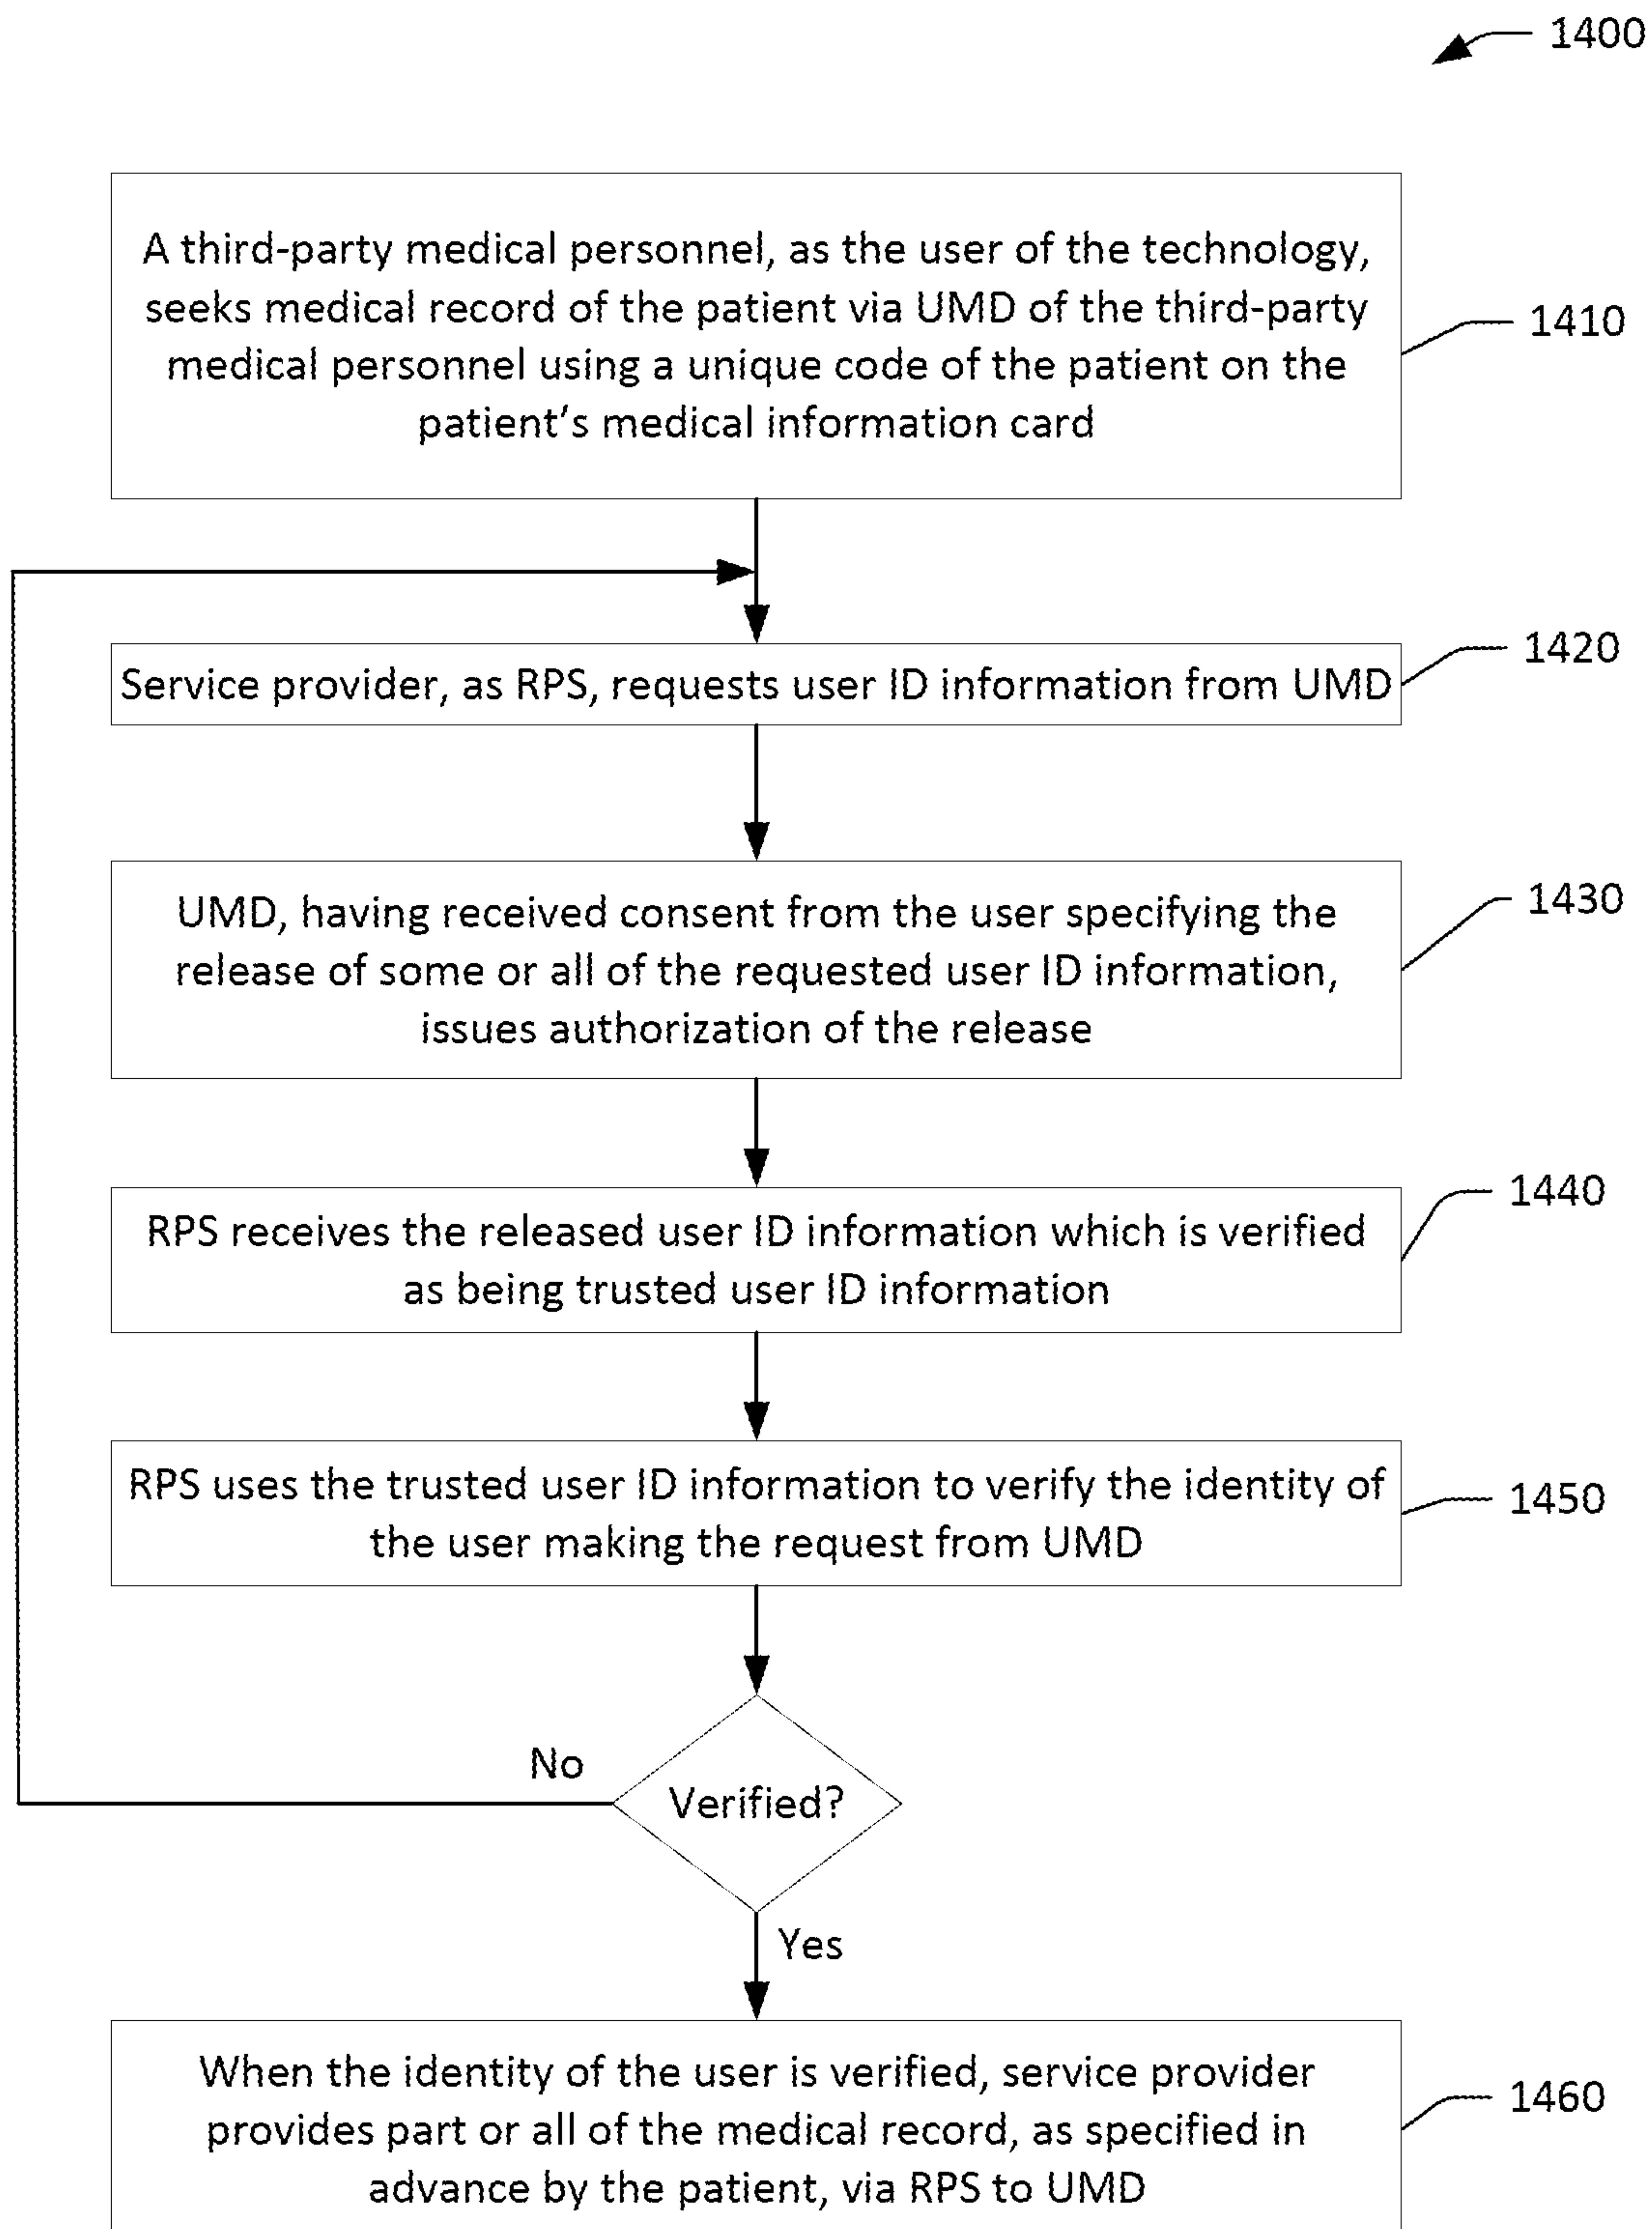 1400
A third-party medical personnel, as the user of the technology,
seeks medical record of the patient via UMD of the third-party
medical personnel using a unique code of the patient on the
patient's medical information card
1410
Service provider, as RPS, requests user ID information from UMD
1420
UMD, having received consent from the user specifying the
release of some or all of the requested user ID information,
issues authorization of the release
1430
RPS receives the released user ID information which is verified
as being trusted user ID information
1440
RPS uses the trusted user ID information to verify the identity of
the user making the request from UMD
1450
No
Verified?
Yes
When the identity of the user is verified, service provider
provides part or all of the medical record, as specified in
advance by the patient, via RPS to UMD
1460